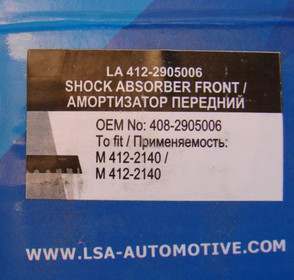 LA 412-2905006
SHOCK ABSORBER FRONT /
АМОРТИЗАТОР ПЕРЕДНИЙ
OEM No: 408-2905006
To fit / Применяемость:
М 412-2140 /
М 412-2140
WWW.LSA-AUTOMOTIVE.COM